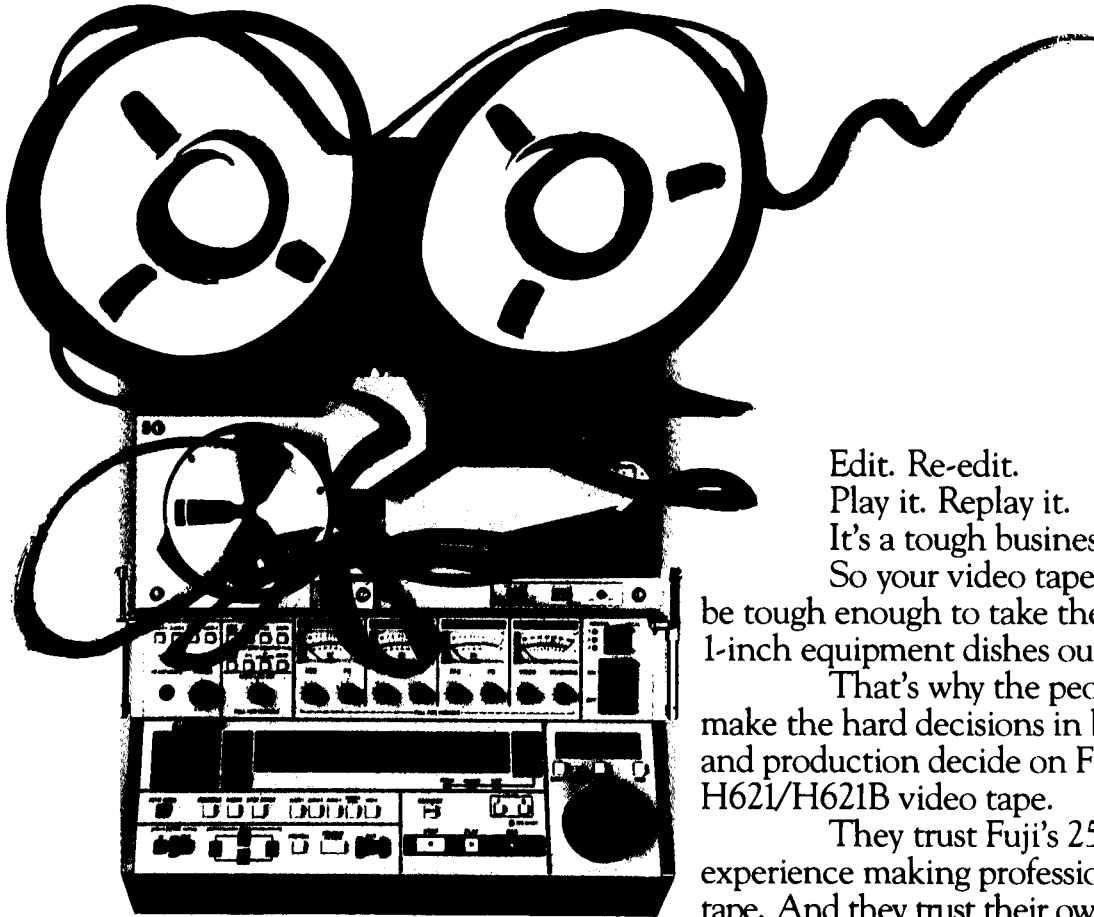 Edit. Re-edit.
Play it. Replay it.
It's a tough busines
So your video tape
be tough enough to take the
1-inch equipment dishes ou
That's why the peo
make the hard decisions in b
and production decide on F
H621/H621B video tape.
They trust Fuji's 25
experience making professio
tape. And they trust their ow